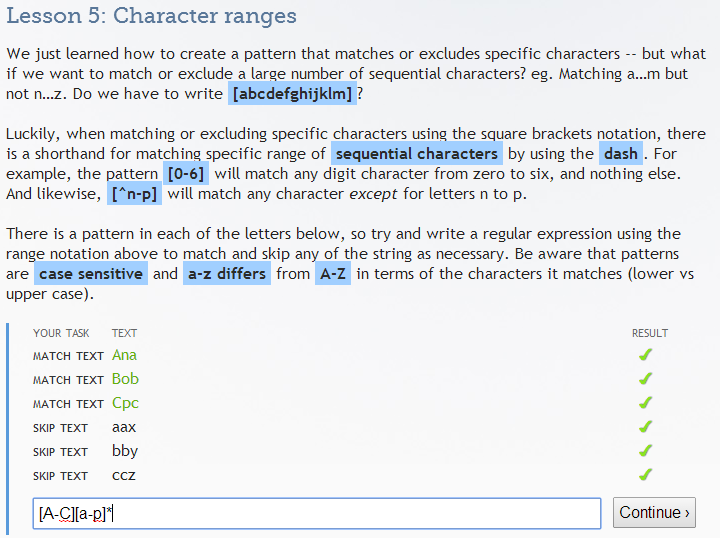 Lesson 5: Character ranges
We just learned how to create a pattern that matches or excludes specific characters -- but what
if we want to match or exclude a large number of sequential characters? eg. Matching a...m but
not n...z. Do we have to write [abcdefghijklm] ?
Luckily, when matching or excluding specific characters using the square brackets notation, there
is a shorthand for matching specific range of sequential characters by using the dash . For
example, the pattern [0-6] will match any digit character from zero to six, and nothing else.
And likewise, [^n-p] will match any character except for letters n to p.
There is a pattern in each of the letters below, so try and write a regular expression using the
range notation above to match and skip any of the string as necessary. Be aware that patterns
are case sensitive and a-z differs from A-Z in terms of the characters it matches (lower vs
upper case).
YOUR TASK TEXT RESULT
MATCH TEXT Ana
MATCH TEXT Bob
MATCH TEXT Cpc
SKIP TEXT aax
SKIP TEXT bby
SKIP TEXT ccz
[A-C][a-p]* Continue ›